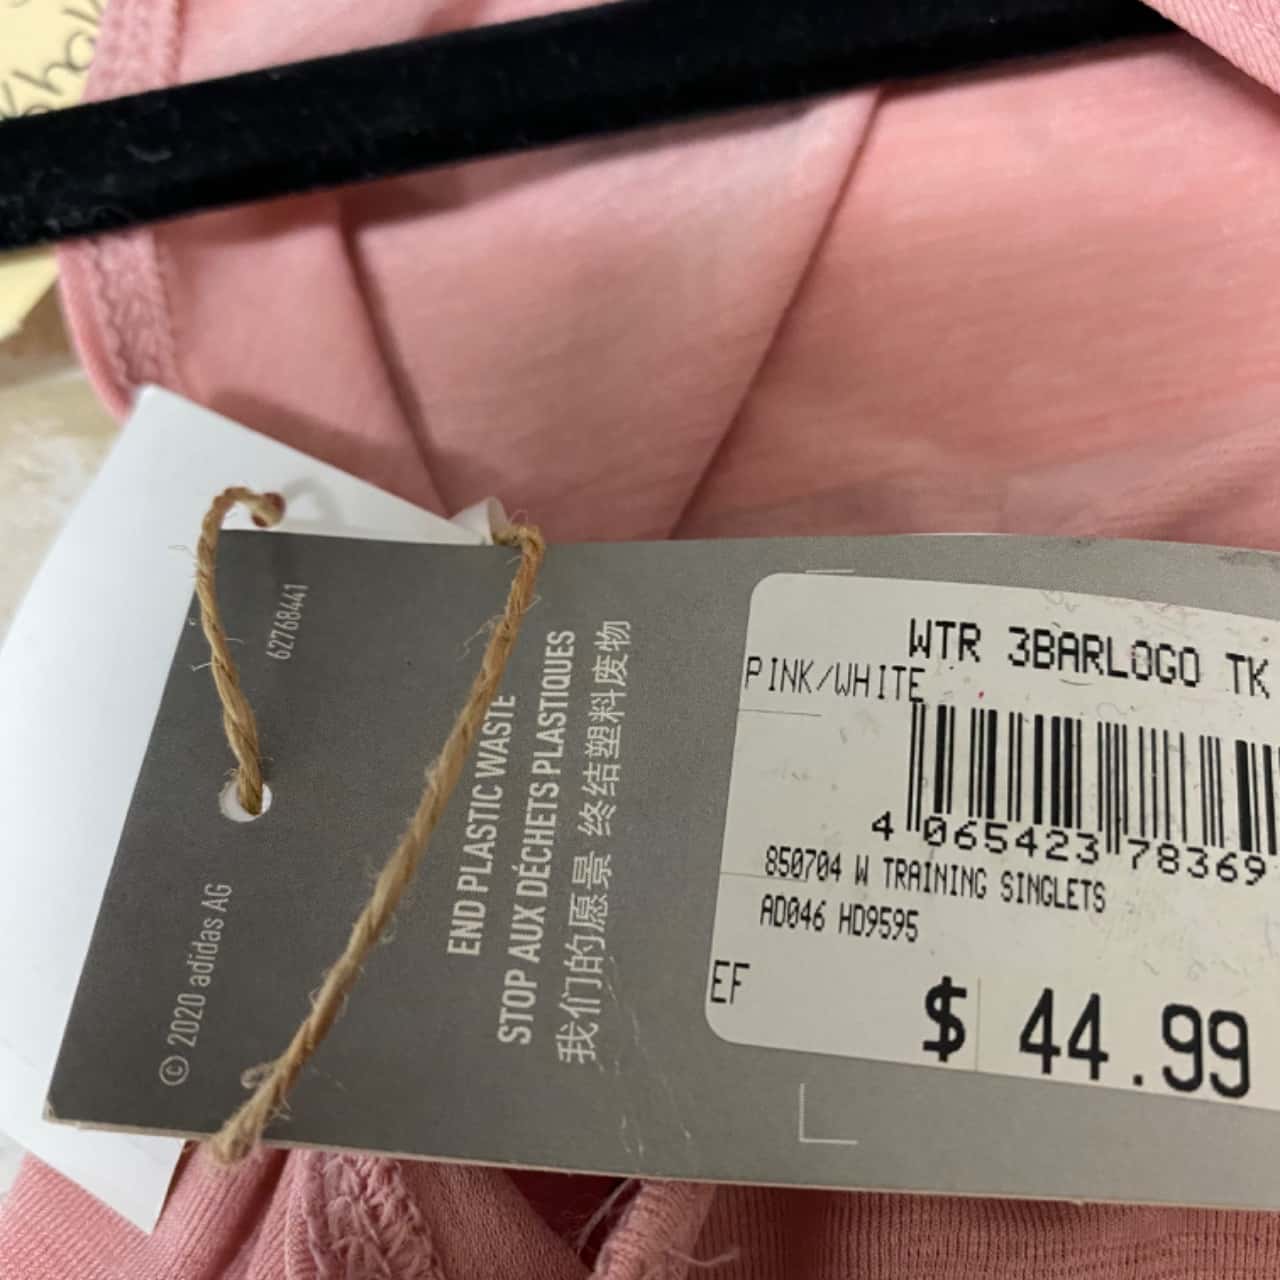 62768441
© 2020 adidas AG
END PLASTIC WASTE
STOP AUX DÉCHETS PLASTIQUES
我们的愿景 终结塑料废物
WTR 3BARLOGO TK
PINK/WHITE
4 065423 78369
850704 W TRAINING SINGLETS
AD046 HD9595
EF
$ 44.99